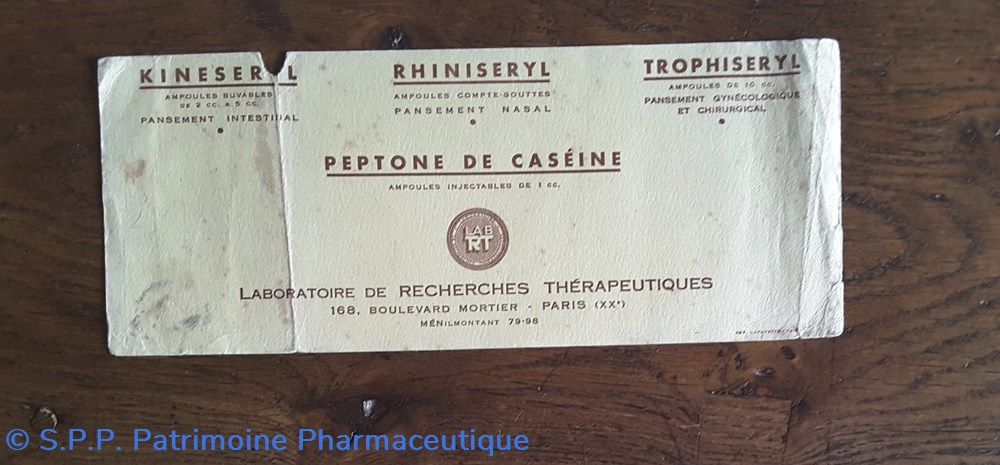 KINESERYL
AMPOULES BUVABLES
DE 2 CC. & 5 CC.
PANSEMENT INTESTINAL
RHINISERYL
AMPOULES COMPTE-GOUTTES
PANSEMENT NASAL
TROPHISERYL
AMPOULES DE 10 CC.
PANSEMENT GYNÉCOLOGIQUE
ET CHIRURGICAL
PEPTONE DE CASÉINE
AMPOULES INJECTABLES DE 1 CC.
LAB
RT
LABORATOIRE DE RECHERCHES THÉRAPEUTIQUES
168, BOULEVARD MORTIER - PARIS (XXᵉ)
MÉNILMONTANT 79-98
© S.P.P. Patrimoine Pharmaceutique